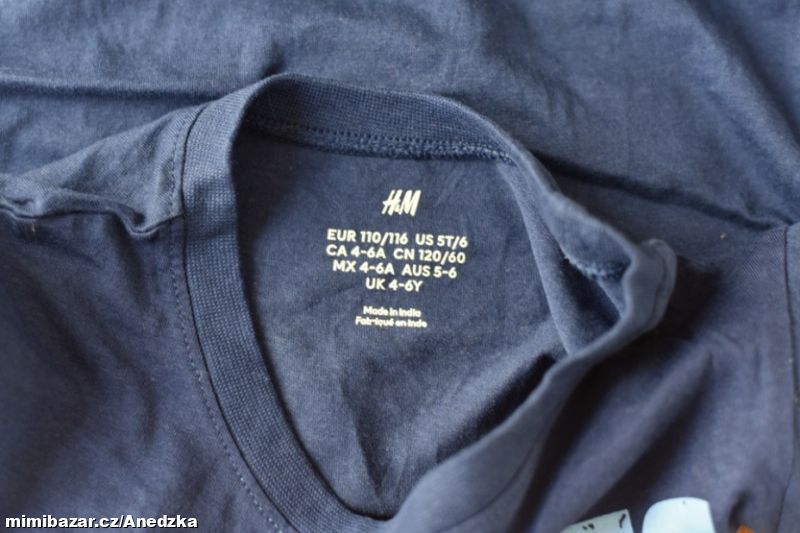 H&M
EUR 110/116 US 5T/6
CA 4-6A CN 120/60
MX 4-6A AUS 5-6
UK 4-6Y
Made in India
Fabriqué en Inde
mimibazar.cz/Anedzka